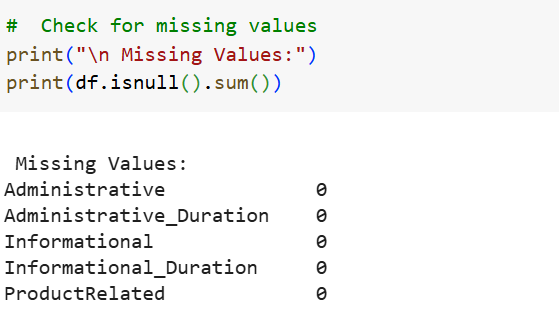 #  Check for missing values
print("\n Missing Values:")
print(df.isnull().sum())
 Missing Values:
Administrative 0
Administrative_Duration 0
Informational 0
Informational_Duration 0
ProductRelated 0